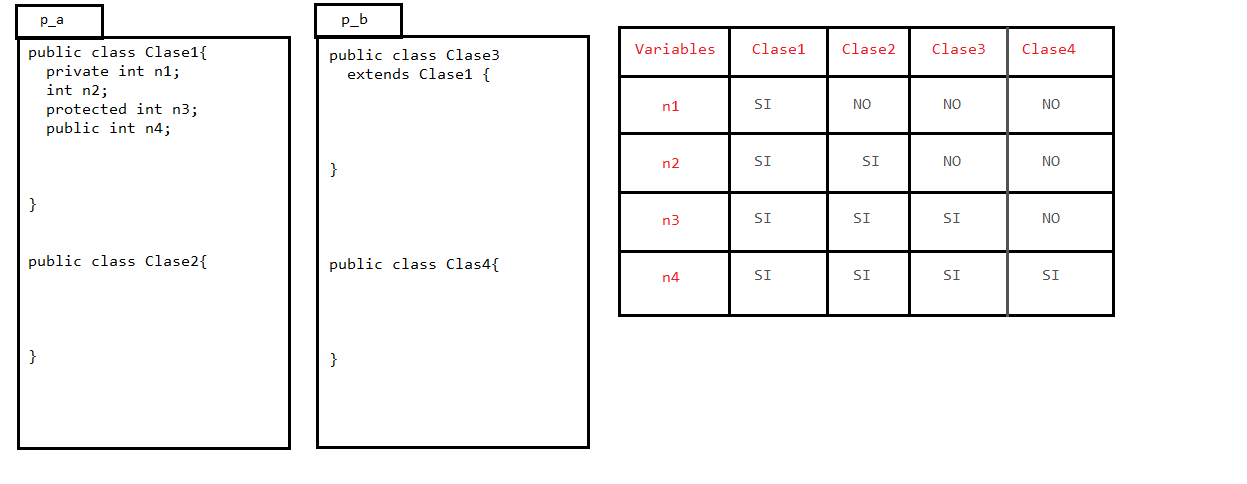 p_a
public class Clase1{
private int n1;
int n2;
protected int n3;
public int n4;
}
public class Clase2{
}
p_b
public class Clase3
extends Clase1 {
}
public class Clas4{
}
Variables Clase1 Clase2 Clase3 Clase4
n1 SI NO NO NO
n2 SI SI NO NO
n3 SI SI SI NO
n4 SI SI SI SI